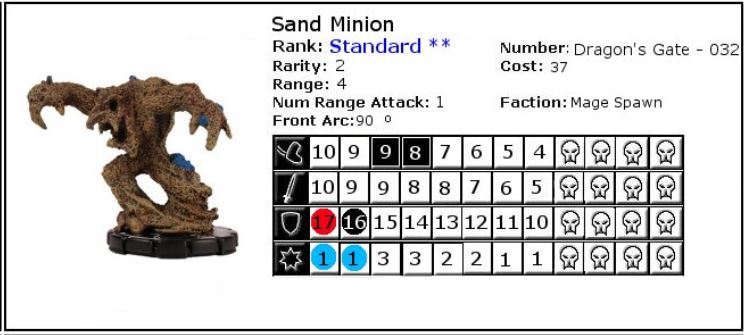 Sand Minion
Rank: Standard **
Number: Dragon's Gate - 032
Rarity: 2
Cost: 37
Range: 4
Num Range Attack: 1
Faction: Mage Spawn
Front Arc:90 º
10 9 9 8 7 6 5 4
10 9 9 8 8 7 6 5
17 16 15 14 13 12 11 10
1 1 3 3 2 2 1 1